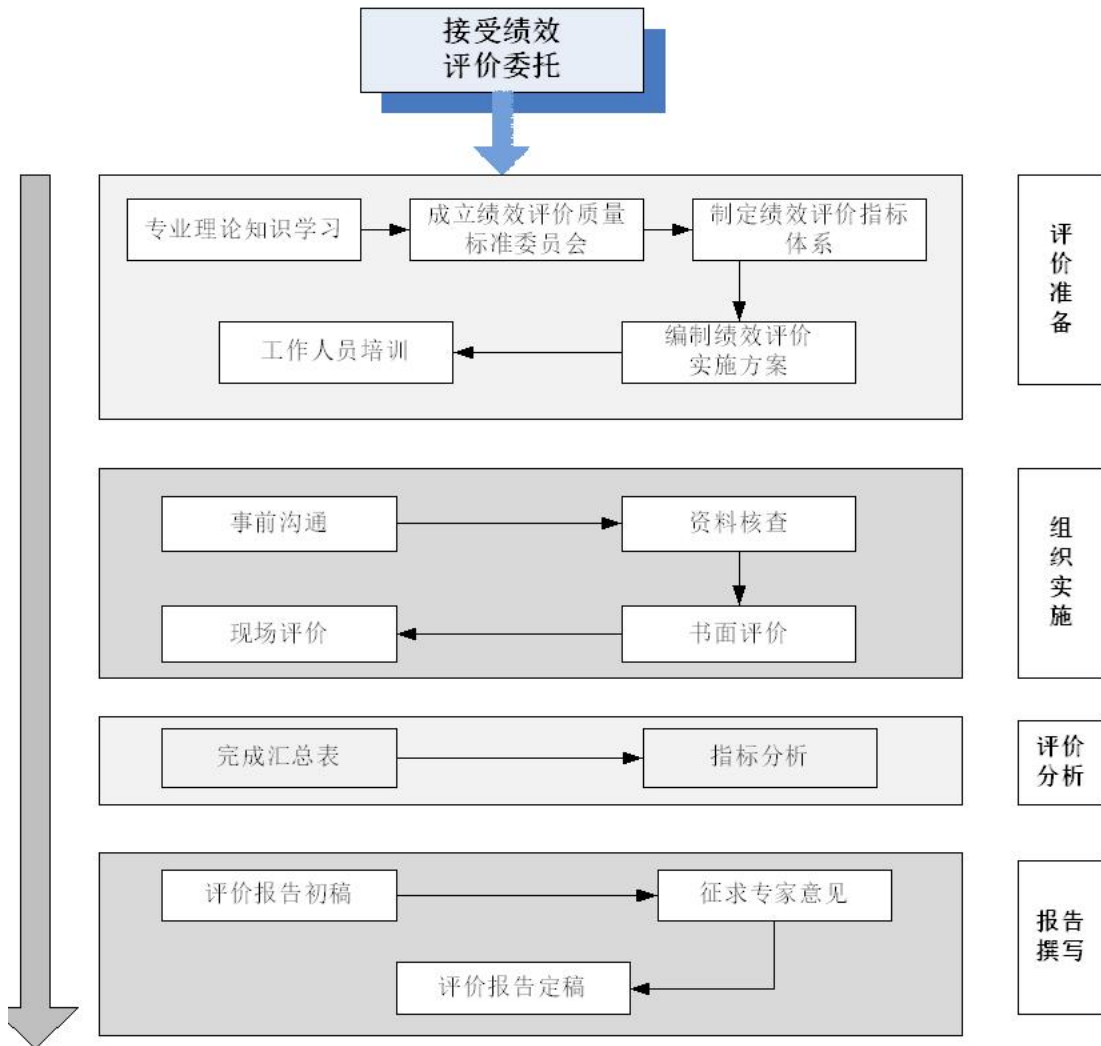 接受绩效
评价委托
专业理论知识学习
成立绩效评价质量
标准委员会
制定绩效评价指标
体系
工作人员培训
编制绩效评价
实施方案
评
价
准
备
事前沟通
资料核查
现场评价
书面评价
组
织
实
施
完成汇总表
指标分析
评价
分析
评价报告初稿
征求专家意见
评价报告定稿
报告
撰写